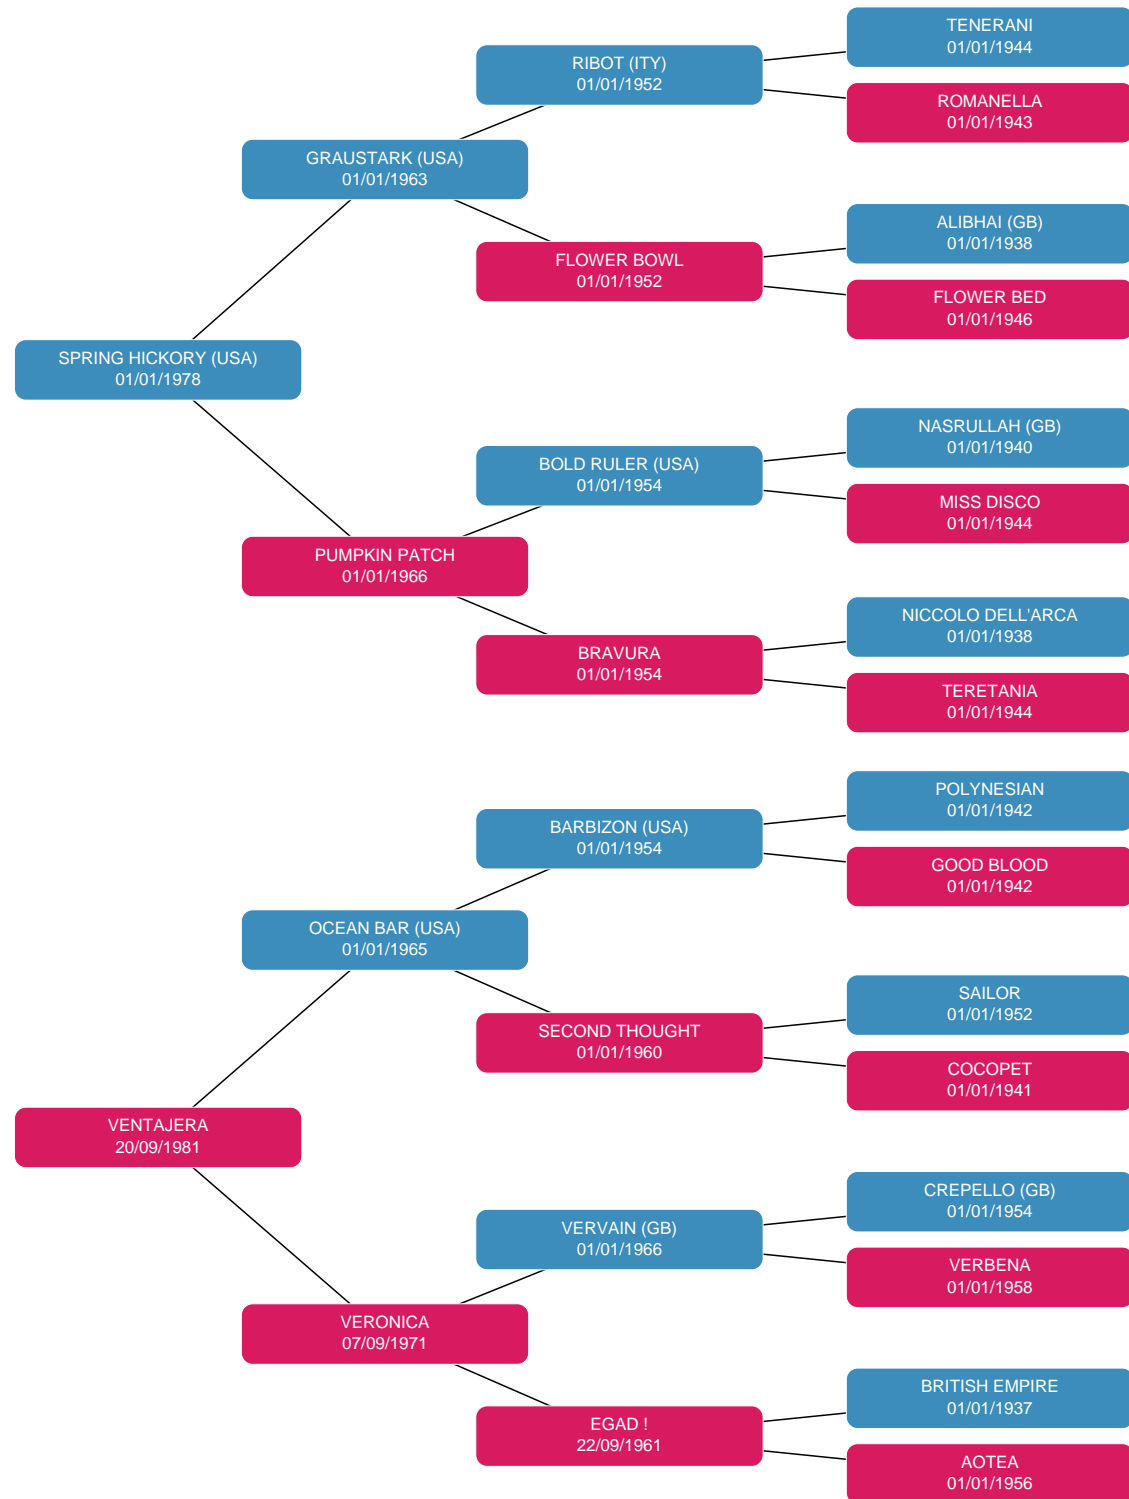 TENERANI
01/01/1944
RIBOT (ITY)
01/01/1952
ROMANELLA
01/01/1943
GRAUSTARK (USA)
01/01/1963
ALIBHAI (GB)
01/01/1938
FLOWER BOWL
01/01/1952
FLOWER BED
01/01/1946
SPRING HICKORY (USA)
01/01/1978
NASRULLAH (GB)
01/01/1940
BOLD RULER (USA)
01/01/1954
MISS DISCO
01/01/1944
PUMPKIN PATCH
01/01/1966
NICCOLO DELL'ARCA
01/01/1938
BRAVURA
01/01/1954
TERETANIA
01/01/1944
POLYNESIAN
01/01/1942
BARBIZON (USA)
01/01/1954
GOOD BLOOD
01/01/1942
OCEAN BAR (USA)
01/01/1965
SAILOR
01/01/1952
SECOND THOUGHT
01/01/1960
COCOPET
01/01/1941
VENTAJERA
20/09/1981
CREPELLO (GB)
01/01/1954
VERVAIN (GB)
01/01/1966
VERBENA
01/01/1958
VERONICA
07/09/1971
BRITISH EMPIRE
01/01/1937
EGAD !
22/09/1961
AOTEA
01/01/1956